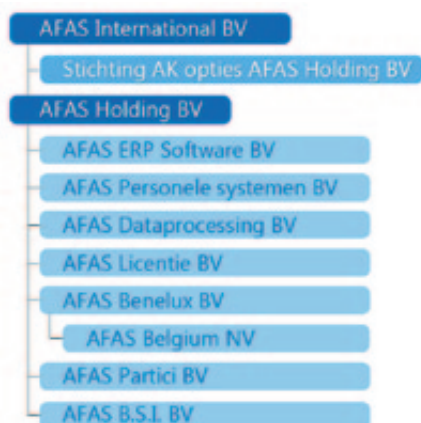 AFAS International BV
Stichting AK opties AFAS Holding BV
AFAS Holding BV
AFAS ERP Software BV
AFAS Personele systemen BV
AFAS Dataprocessing BV
AFAS Licentie BV
AFAS Benelux BV
AFAS Belgium NV
AFAS Partici BV
AFAS B.S.I. BV